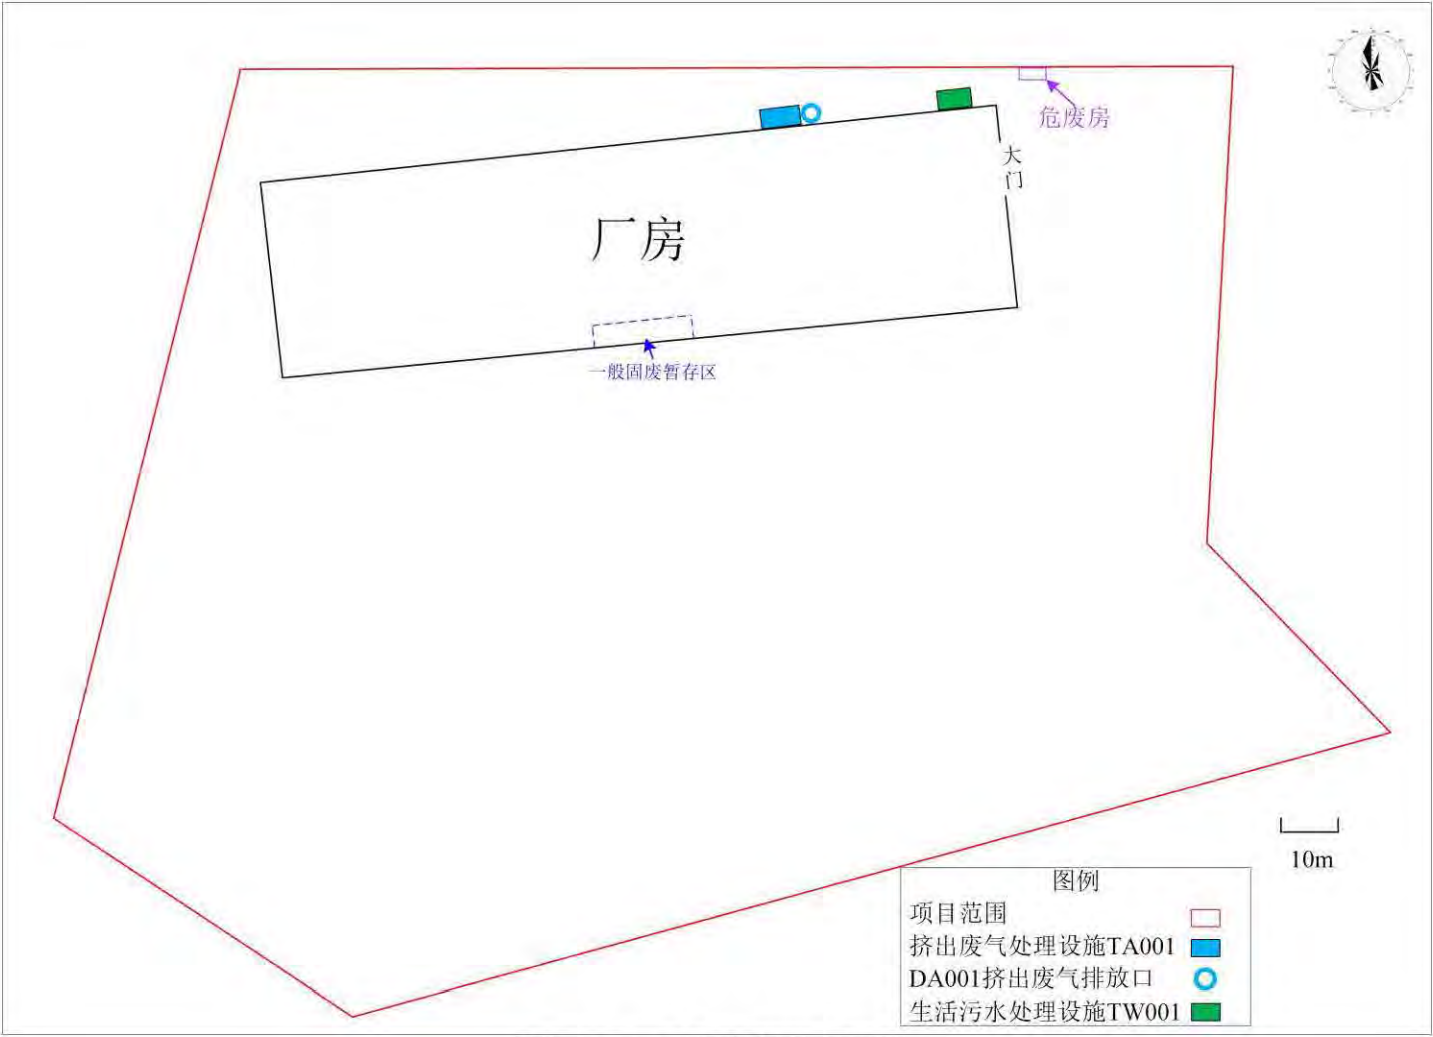 危废房
大
门
厂房
一般固废暂存区
10m
图例
项目范围
挤出废气处理设施TA001
DA001挤出废气排放口
生活污水处理设施TW001